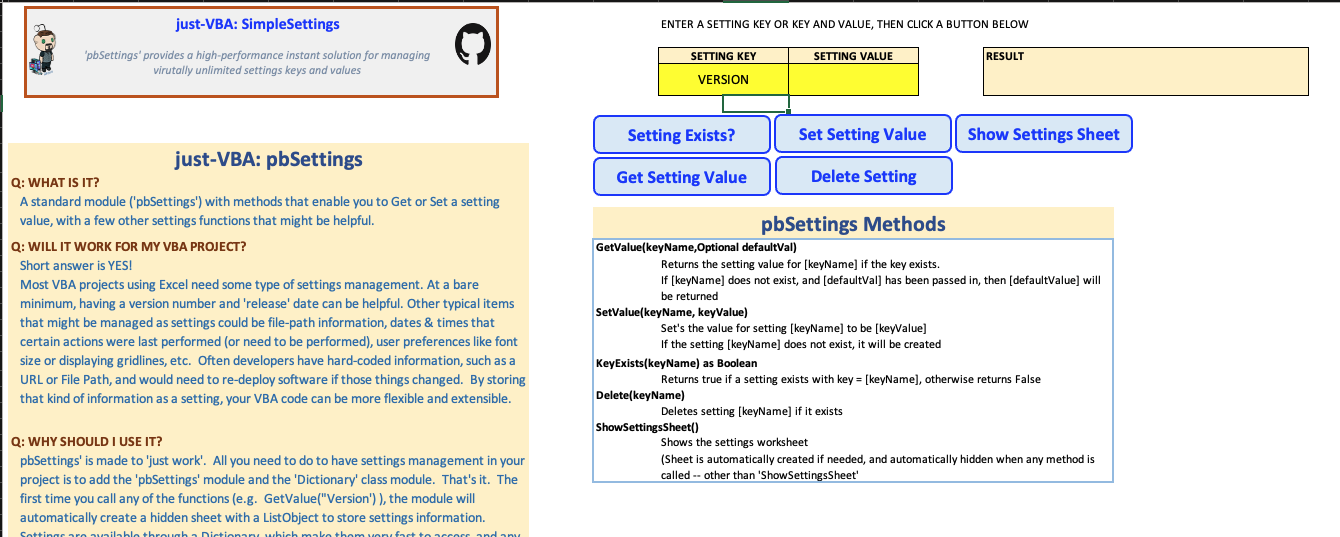 just-VBA: SimpleSettings
'pbSettings' provides a high-performance instant solution for managing
virutally unlimited settings keys and values
ENTER A SETTING KEY OR KEY AND VALUE, THEN CLICK A BUTTON BELOW
SETTING KEY
SETTING VALUE
VERSION
RESULT
Setting Exists?
Set Setting Value
Show Settings Sheet
Get Setting Value
Delete Setting
just-VBA: pbSettings
Q: WHAT IS IT?
A standard module ('pbSettings') with methods that enable you to Get or Set a setting
value, with a few other settings functions that might be helpful.
Q: WILL IT WORK FOR MY VBA PROJECT?
Short answer is YES!
Most VBA projects using Excel need some type of settings management. At a bare
minimum, having a version number and 'release' date can be helpful. Other typical items
that might be managed as settings could be file-path information, dates & times that
certain actions were last performed (or need to be performed), user preferences like font
size or displaying gridlines, etc.  Often developers have hard-coded information, such as a
URL or File Path, and would need to re-deploy software if those things changed.  By storing
that kind of information as a setting, your VBA code can be more flexible and extensible.
Q: WHY SHOULD I USE IT?
pbSettings' is made to 'just work'.  All you need to do to have settings management in your
project is to add the 'pbSettings' module and the 'Dictionary' class module.  That's it.  The
first time you call any of the functions (e.g.  GetValue("Version') ), the module will
automatically create a hidden sheet with a ListObject to store settings information.
Settings are available through a Dictionary, which make them very fast to access, and any
pbSettings Methods
GetValue(keyName,Optional defaultVal)
Returns the setting value for [keyName] if the key exists.
If [keyName] does not exist, and [defaultVal] has been passed in, then [defaultValue] will
be returned
SetValue(keyName, keyValue)
Set's the value for setting [keyName] to be [keyValue]
If the setting [keyName] does not exist, it will be created
KeyExists(keyName) as Boolean
Returns true if a setting exists with key = [keyName], otherwise returns False
Delete(keyName)
Deletes setting [keyName] if it exists
ShowSettingsSheet()
Shows the settings worksheet
(Sheet is automatically created if needed, and automatically hidden when any method is
called -- other than 'ShowSettingsSheet'